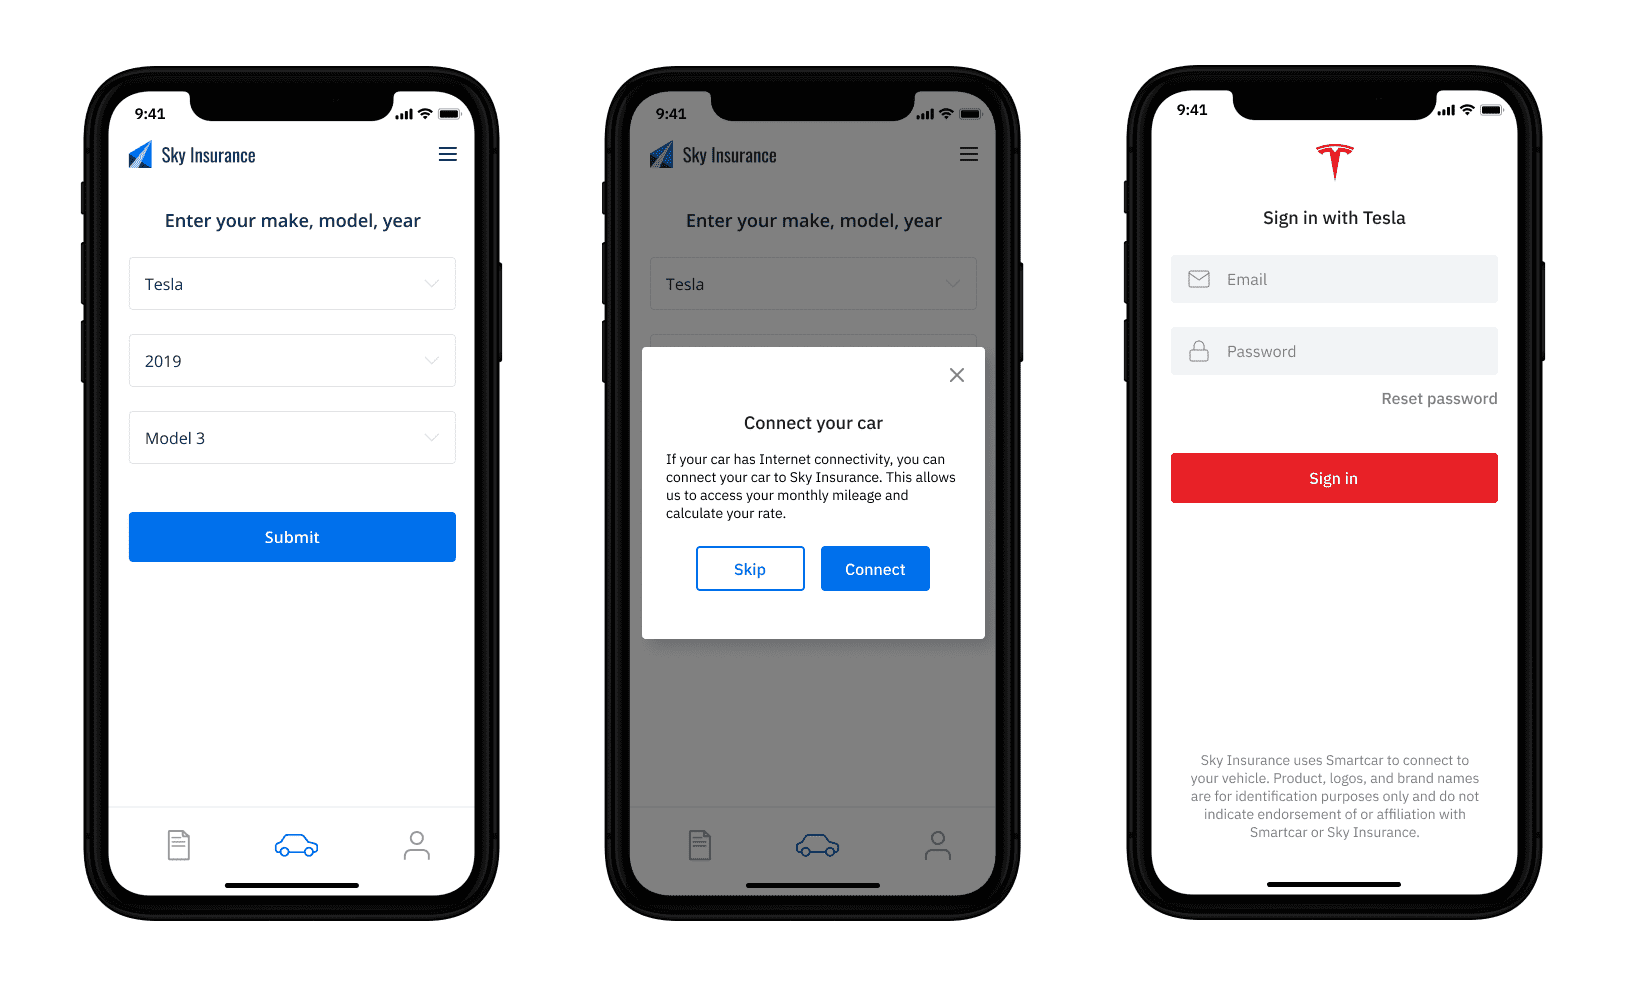 9:41
Sky Insurance
Enter your make, model, year
Tesla
2019
Model 3
Submit
9:41
Sky Insurance
Enter your make, model, year
Tesla
Connect your car
If your car has Internet connectivity, you can
connect your car to Sky Insurance. This allows
us to access your monthly mileage and
calculate your rate.
Skip
Connect
9:41
Sign in with Tesla
Email
Password
Reset password
Sign in
Sky Insurance uses Smartcar to connect to
your vehicle. Product, logos, and brand names
are for identification purposes only and do not
indicate endorsement of or affiliation with
Smartcar or Sky Insurance.